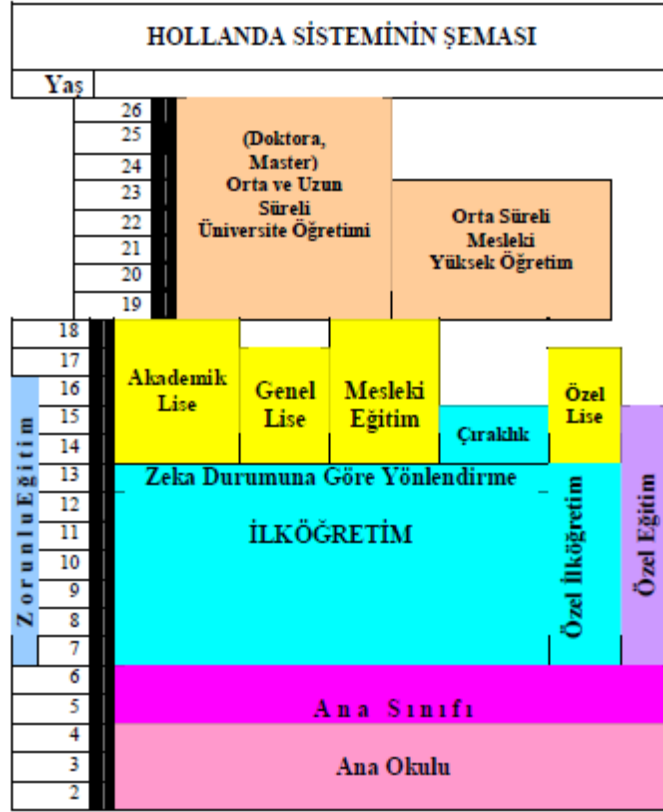 HOLLANDA SİSTEMİNİN ŞEMASI
Yaş
26
25
24
23
22
21
20
19
18
17
16
15
14
13
12
11
10
9
8
7
6
5
4
3
2
(Doktora,
Master)
Orta ve Uzun
Süreli
Üniversite Öğretimi
Orta Süreli
Mesleki
Yüksek Öğretim
Akademik
Lise
Genel
Lise
Mesleki
Eğitim
Çıraklık
Özel
Lise
Zorunlu Eğitim
Zeka Durumuna Göre Yönlendirme
İLKÖĞRETİM
Özel İlköğretim
Özel Eğitim
Ana Sınıfı
Ana Okulu